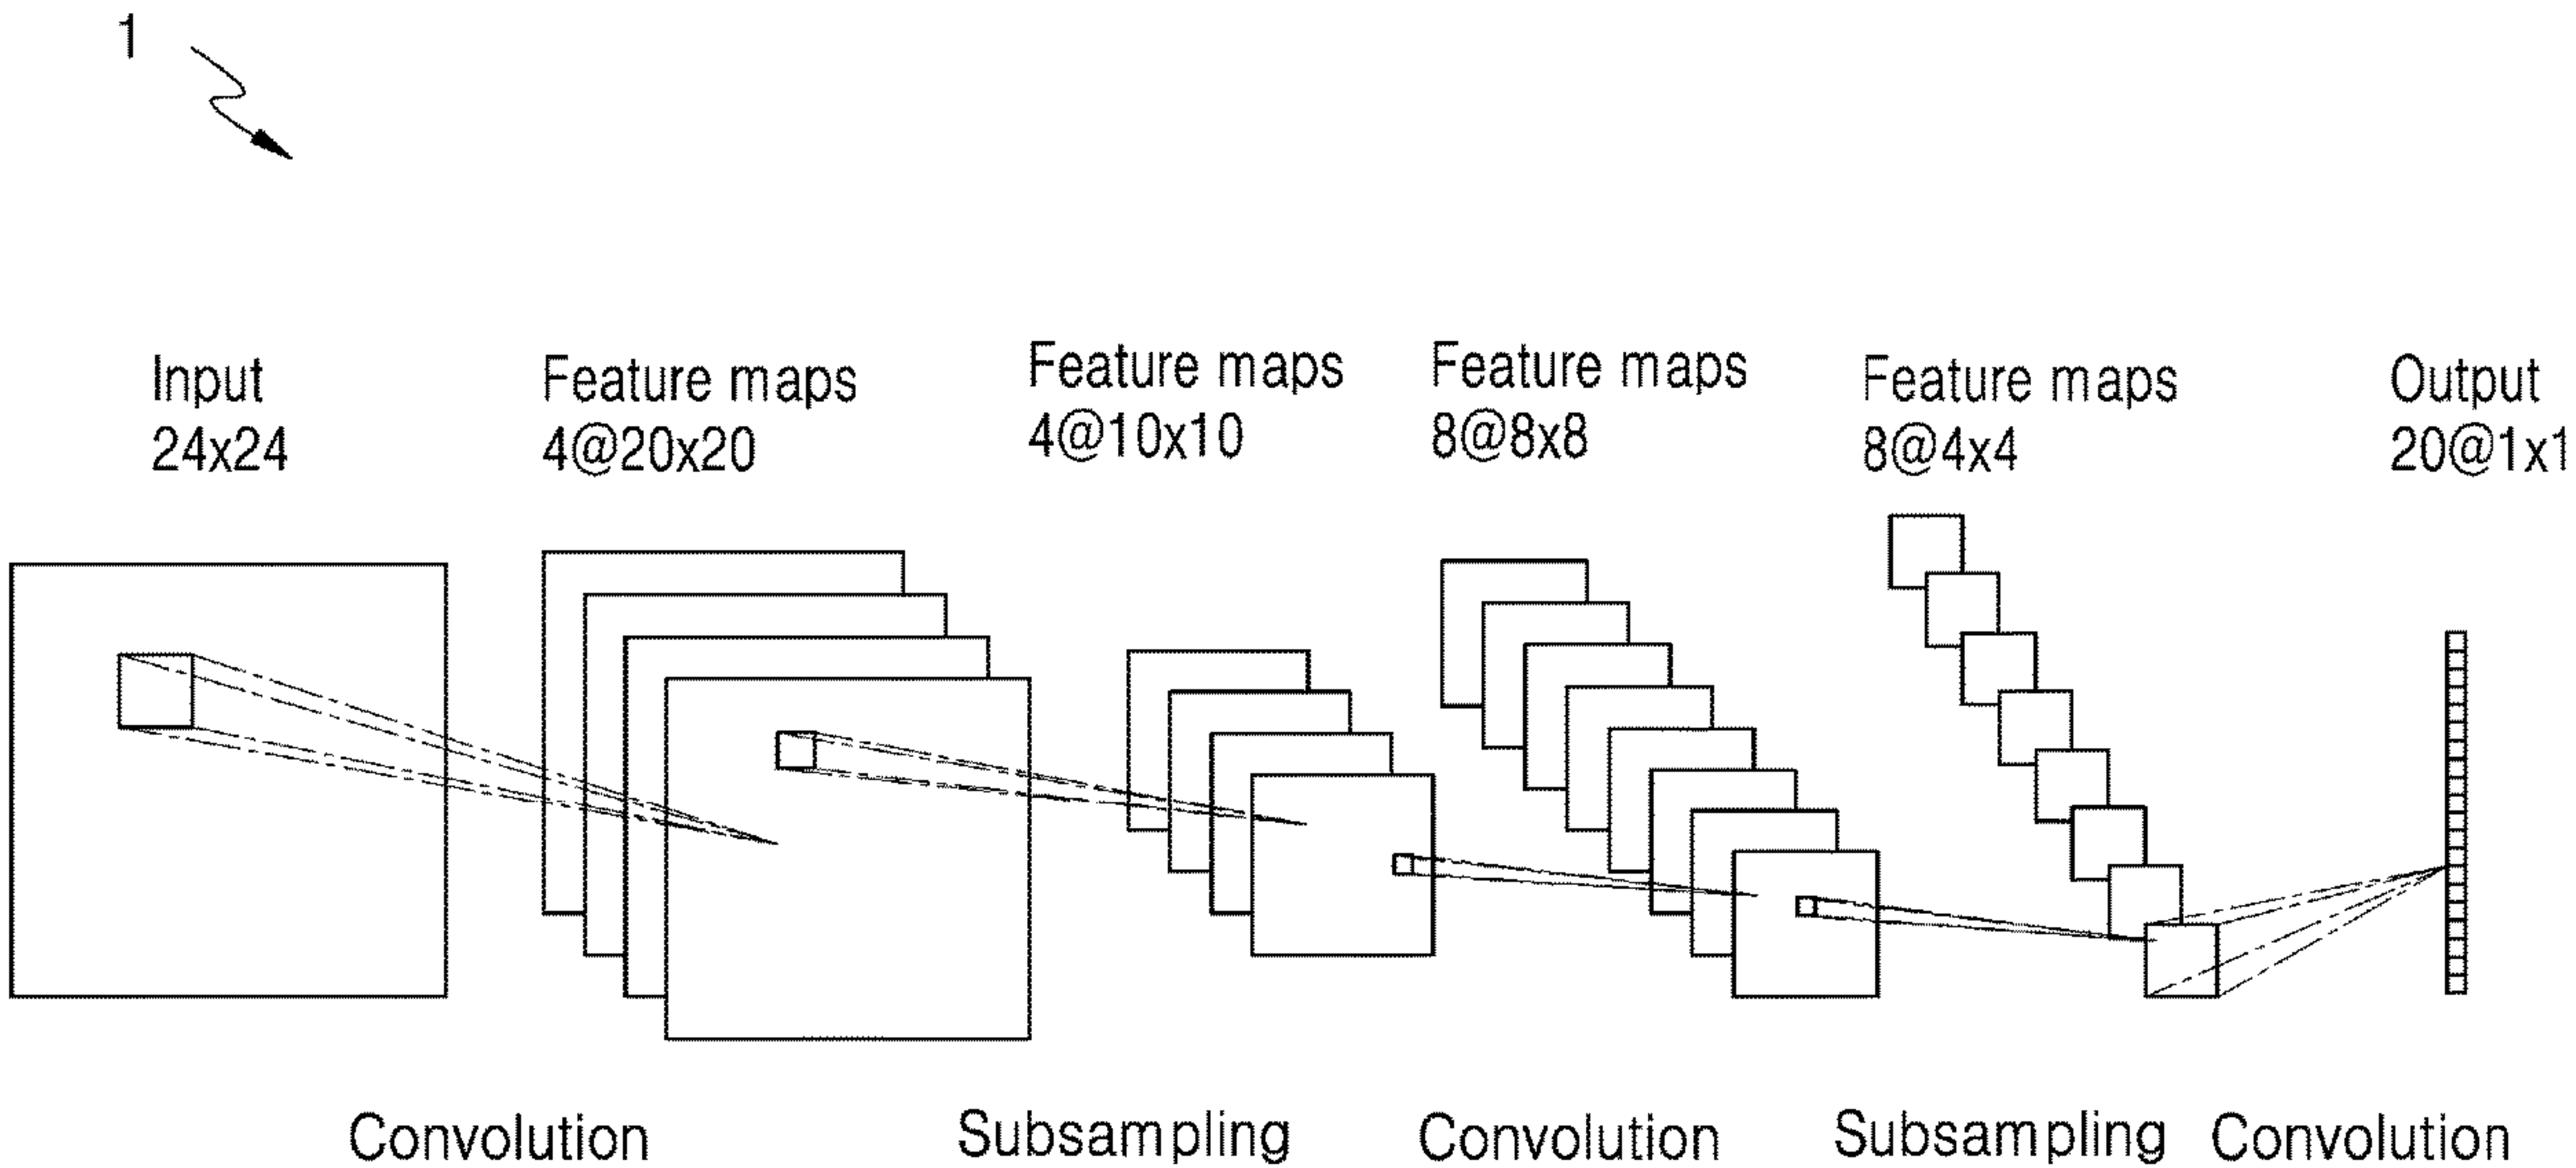 1
Input
24x24
Feature maps
4@20x20
Feature maps
4@10x10
Feature maps
8@8x8
Feature maps
8@4x4
Output
20@1x1
Convolution
Subsampling
Convolution
Subsampling
Convolution